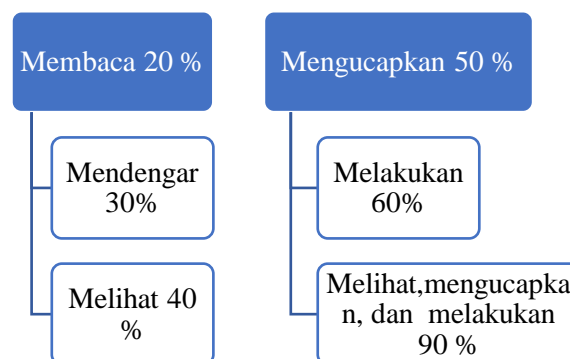 Membaca 20 %
Mendengar
30%
Melihat 40
%
Mengucapkan 50 %
Melakukan
60%
Melihat,mengucapka
n, dan melakukan
90 %